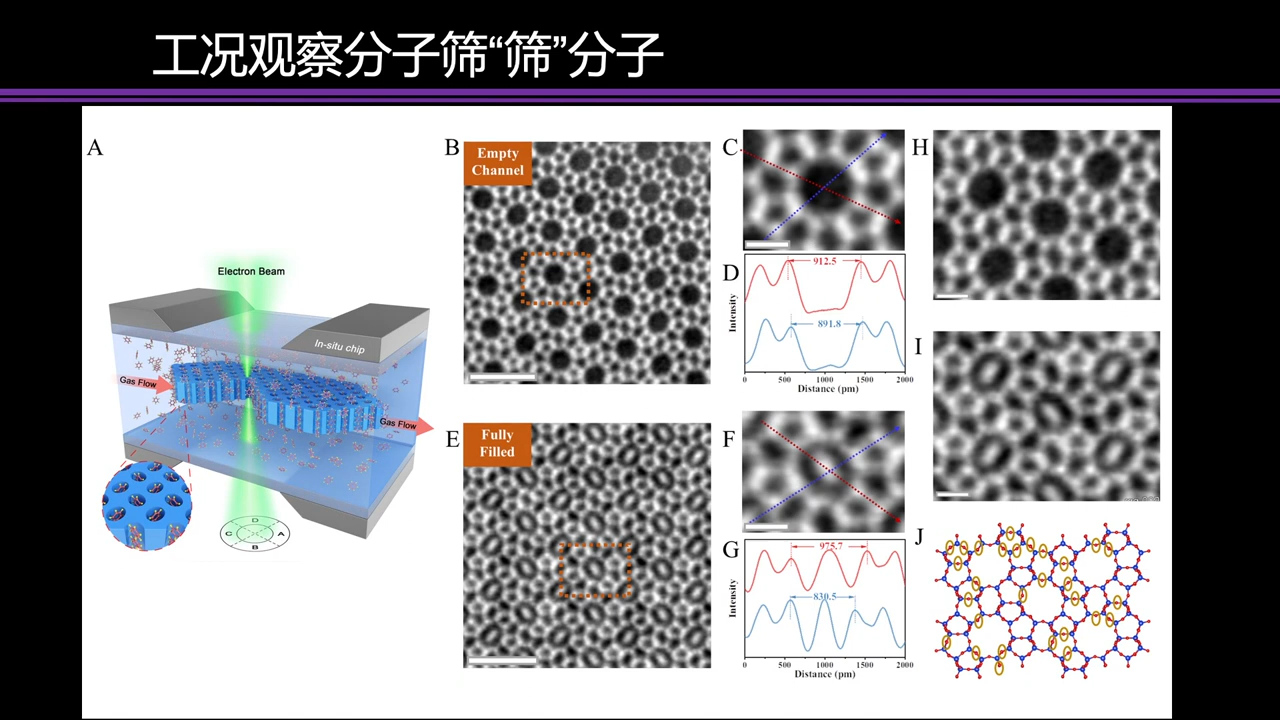 工况观察分子筛“筛”分子
A
Electron Beam
In-situ chip
Gas Flow
Gas Flow
D
C
A
B
B
Empty
Channel
C
D
912.5
891.8
Intensity
0
500
1000
1500
2000
Distance (pm)
E
Fully
Filled
F
G
975.7
830.5
Intensity
0
500
1000
1500
2000
Distance (pm)
H
I
J